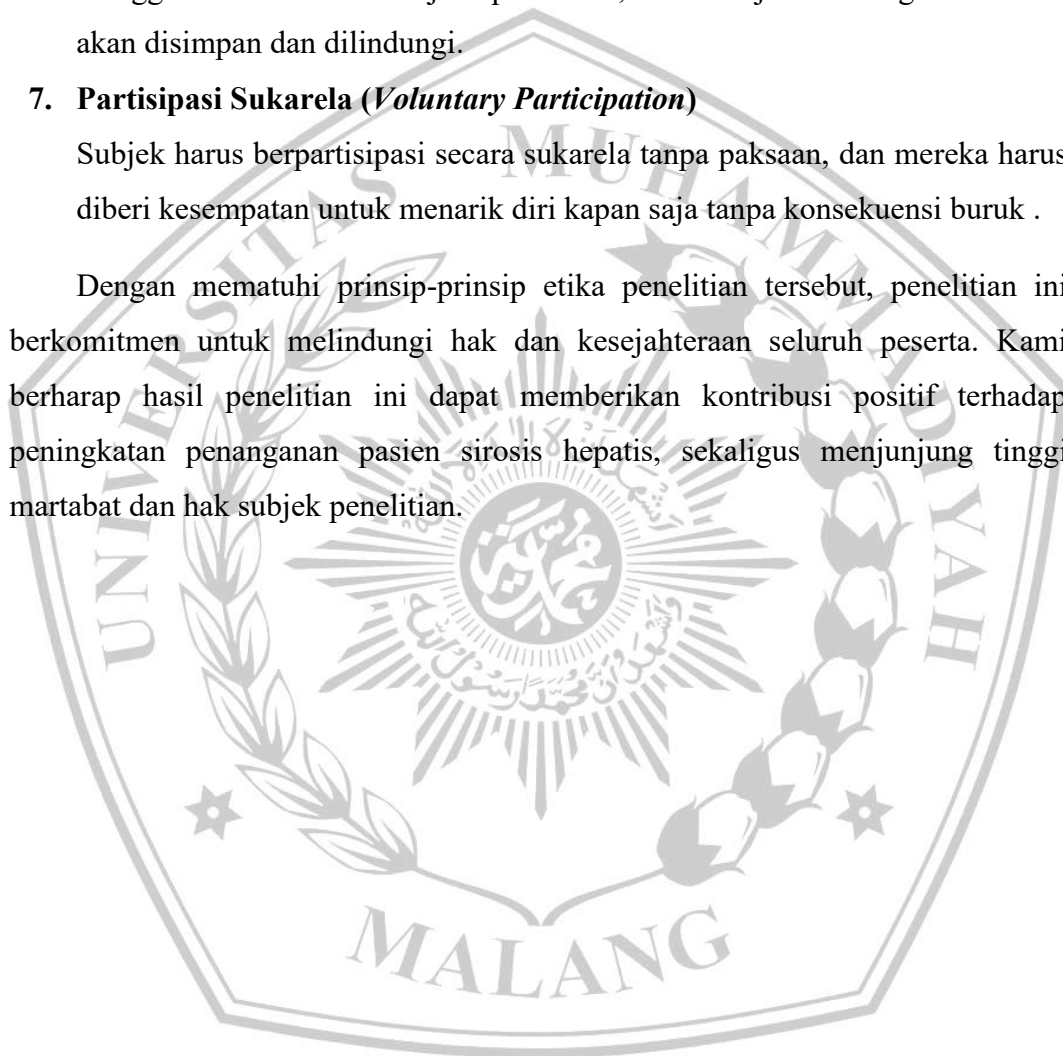 akan disimpan dan dilindungi.
7. Partisipasi Sukarela (Voluntary Participation)
Subjek harus berpartisipasi secara sukarela tanpa paksaan, dan mereka harus
diberi kesempatan untuk menarik diri kapan saja tanpa konsekuensi buruk .
Dengan mematuhi prinsip-prinsip etika penelitian tersebut, penelitian ini
berkomitmen untuk melindungi hak dan kesejahteraan seluruh peserta. Kami
berharap hasil penelitian ini dapat memberikan kontribusi positif terhadap
peningkatan penanganan pasien sirosis hepatis, sekaligus menjunjung tinggi
martabat dan hak subjek penelitian.
UNIVERSITAS MUHAMMADIYAH
MALANG